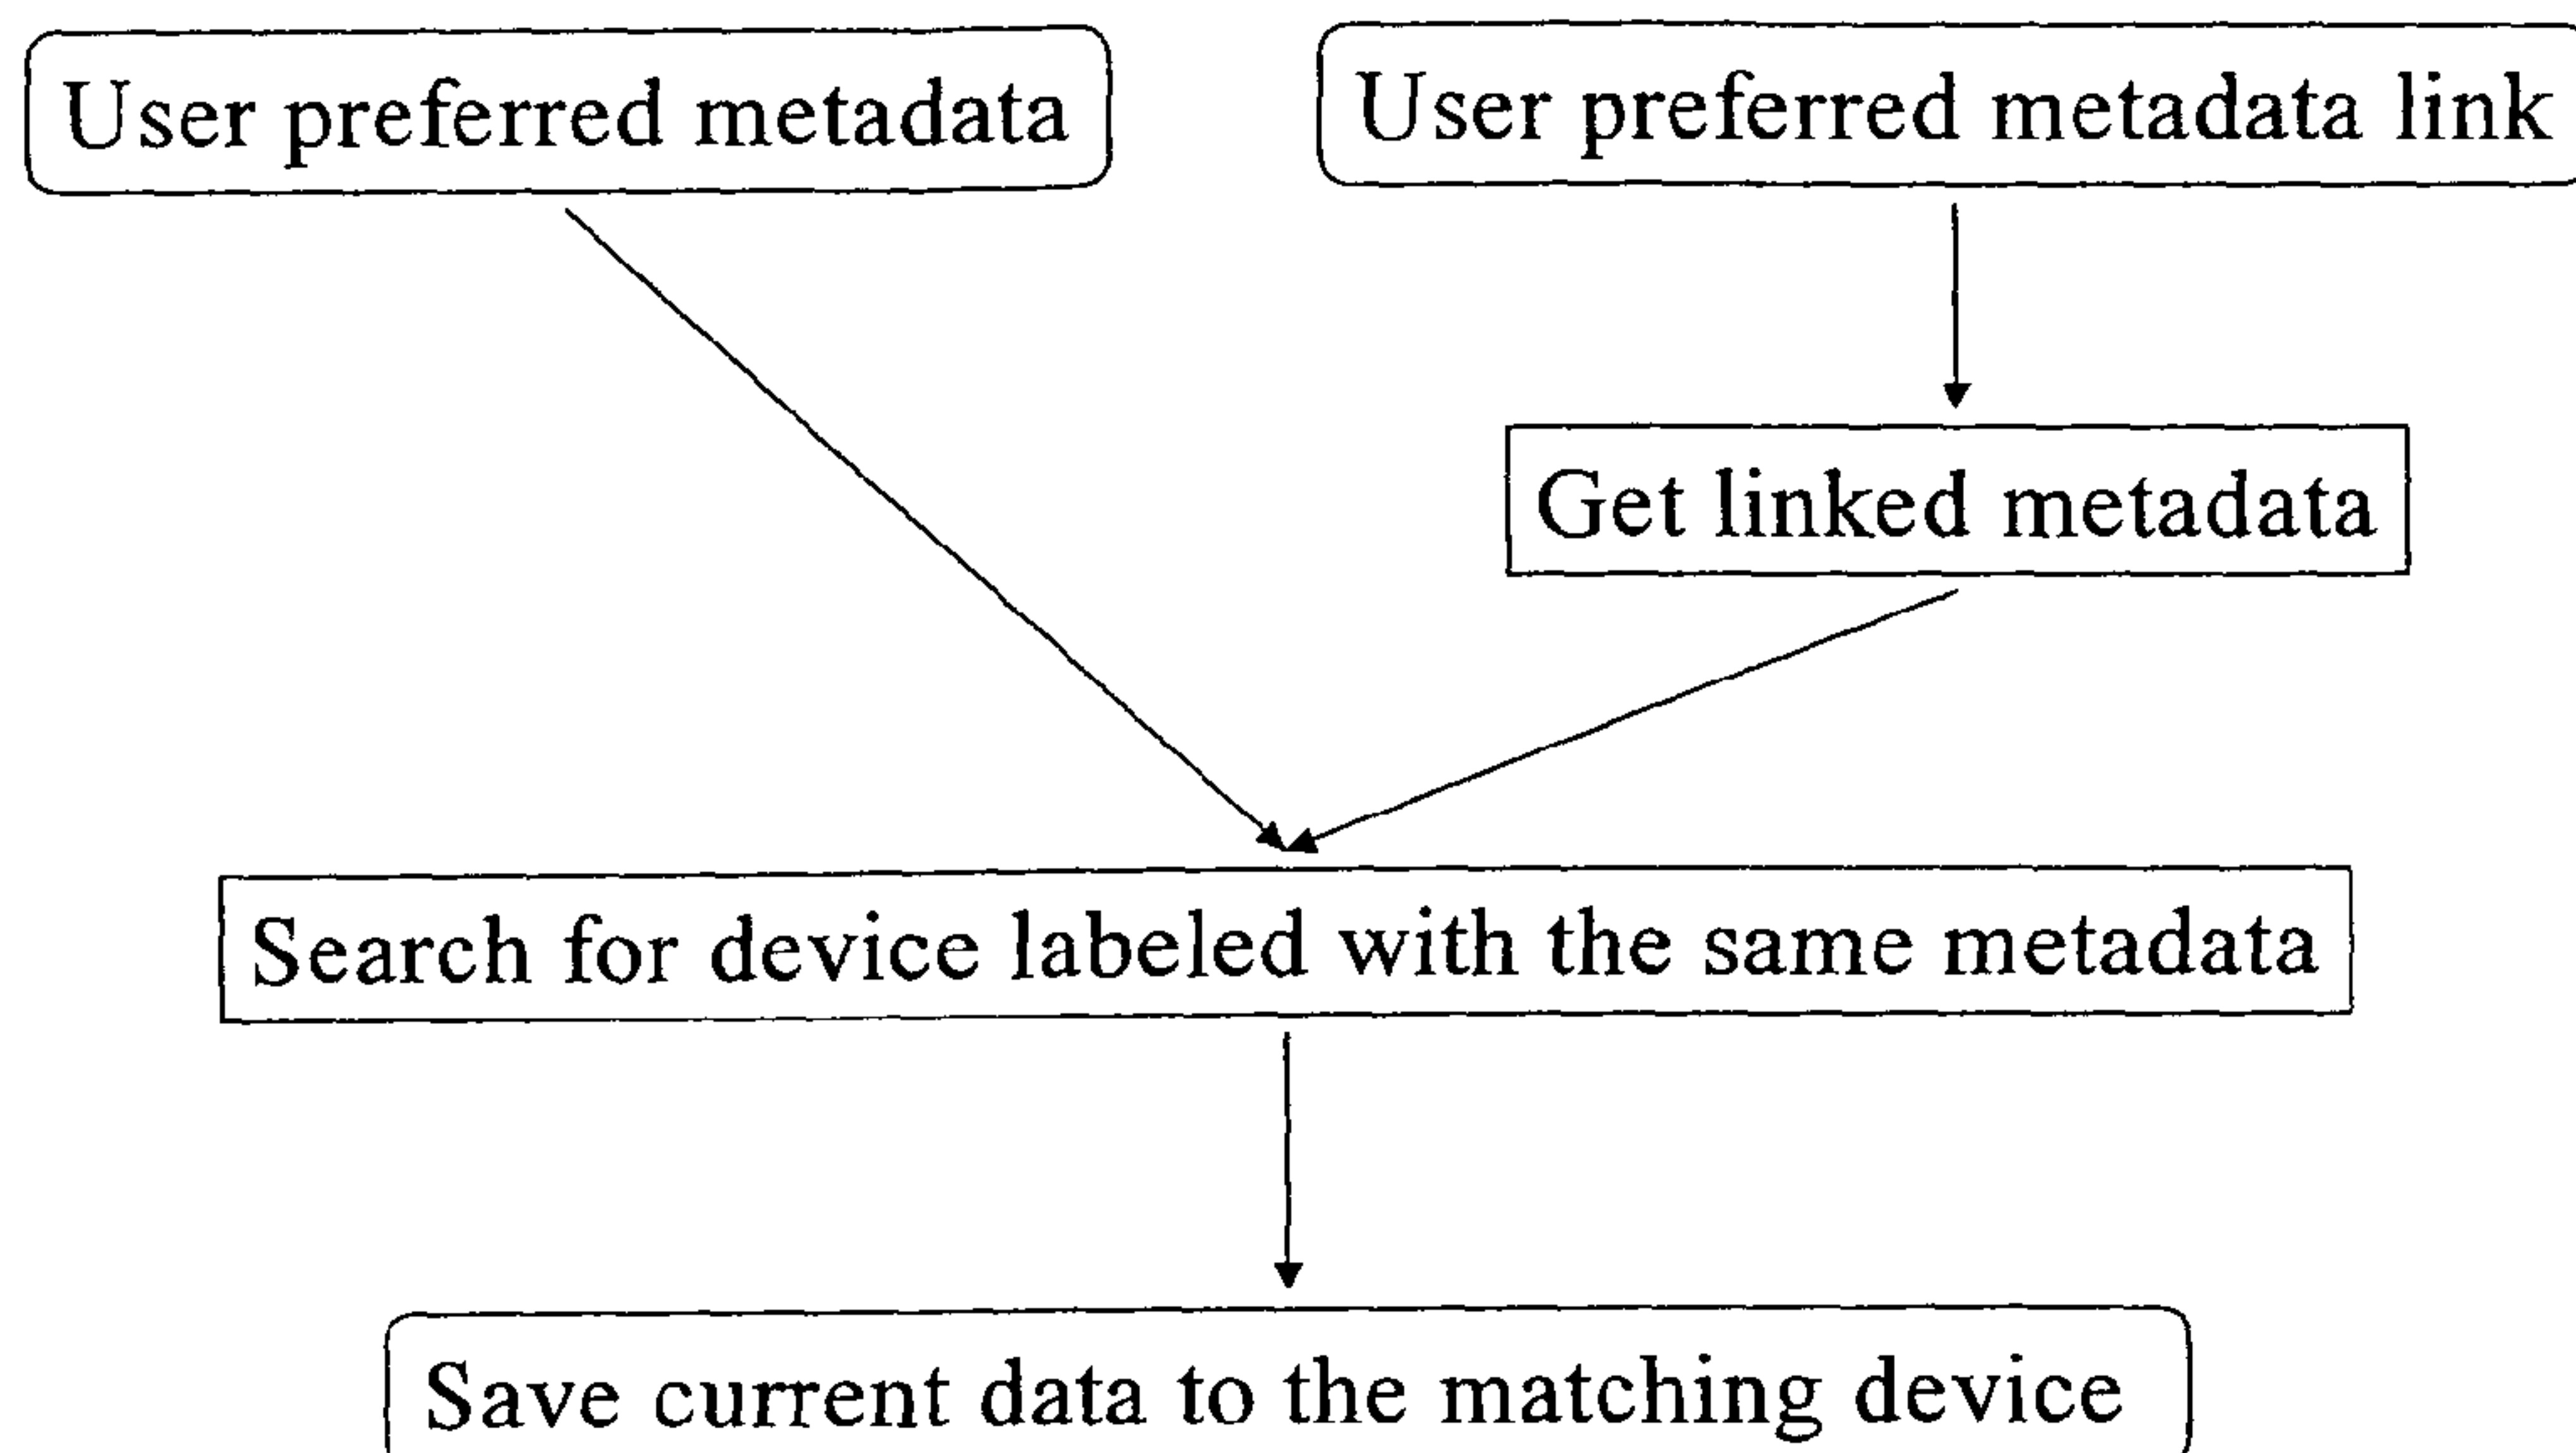 User preferred metadata
User preferred metadata link
Get linked metadata
Search for device labeled with the same metadata
Save current data to the matching device